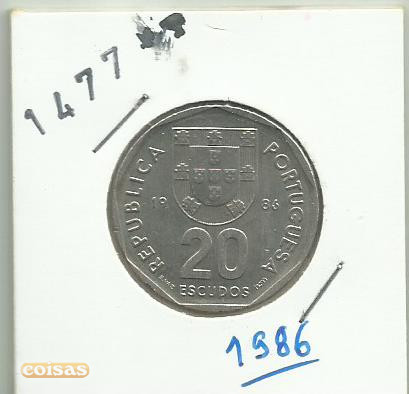 1477
REPUBLICA PORTUGUESA
19 86
20
ESCUDOS
1986
coisas